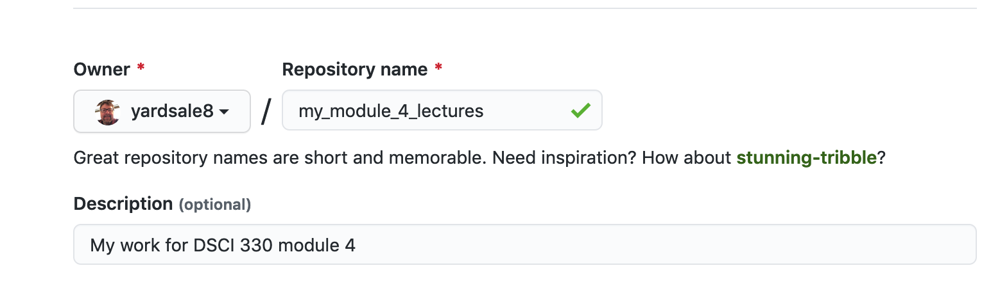 Owner *
Repository name *
yardsale8 / my_module_4_lectures
Great repository names are short and memorable. Need inspiration? How about stunning-tribble?
Description (optional)
My work for DSCI 330 module 4